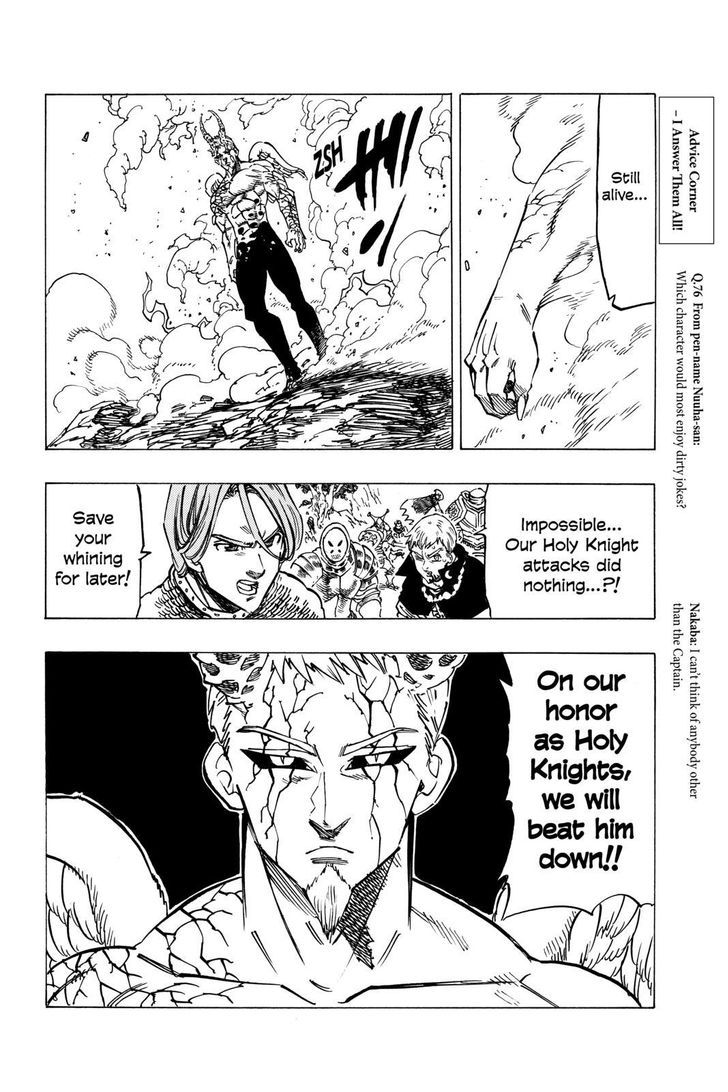 Still
alive...
ZSH
Impossible...
Our Holy Knight
attacks did
nothing...?!
Save
your
whining
for later!
On our
honor
as Holy
Knights,
we will
beat him
down!!
Advice Corner
– I Answer Them All!
Q.76 From pen-name Nuuha-san:
Which character would most enjoy dirty jokes?
Nakaba: I can't think of anybody other
than the Captain.